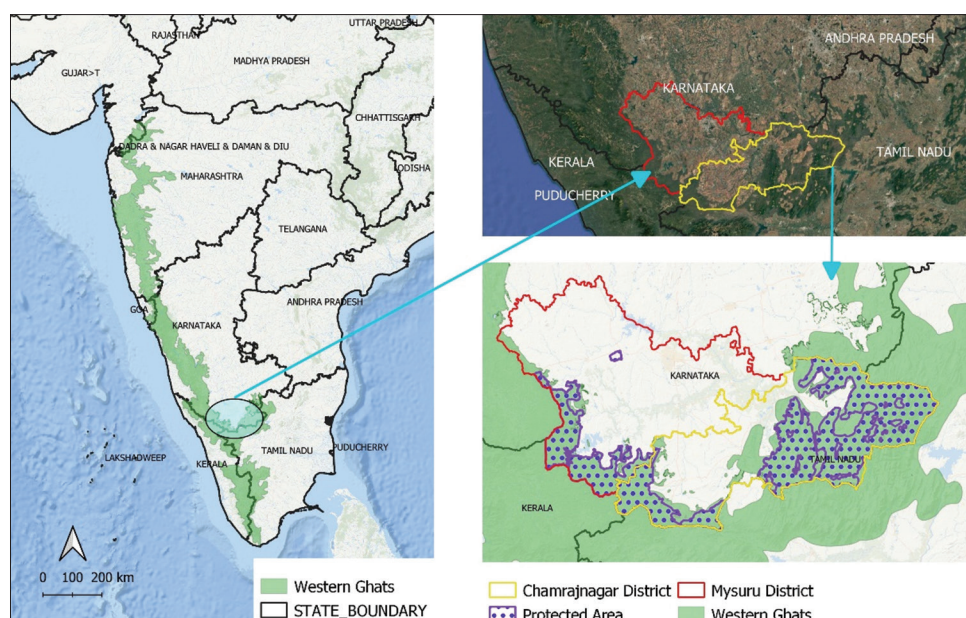 UTTAR PRADESH
RAJASTHAN
MADHYA PRADESH
GUJAR>T
CHHATTISGARH
DADRA & NAGAR HAVELI & DAMAN & DIU
ODISHA
MAHARASHTRA
TELANGANA
ANDHRA PRADESH
GOA
KARNATAKA
TAMIL NADU
PUDUCHERRY
LAKSHADWEEP
KERALA
0 100 200 km
Western Ghats
STATE_BOUNDARY
ANDHRA PRADESH
KARNATAKA
TAMIL NADU
KERALA
PUDUCHERRY
KARNATAKA
TAMIL NADU
KERALA
Chamrajnagar District
Mysuru District
Protected Area
Western Ghats